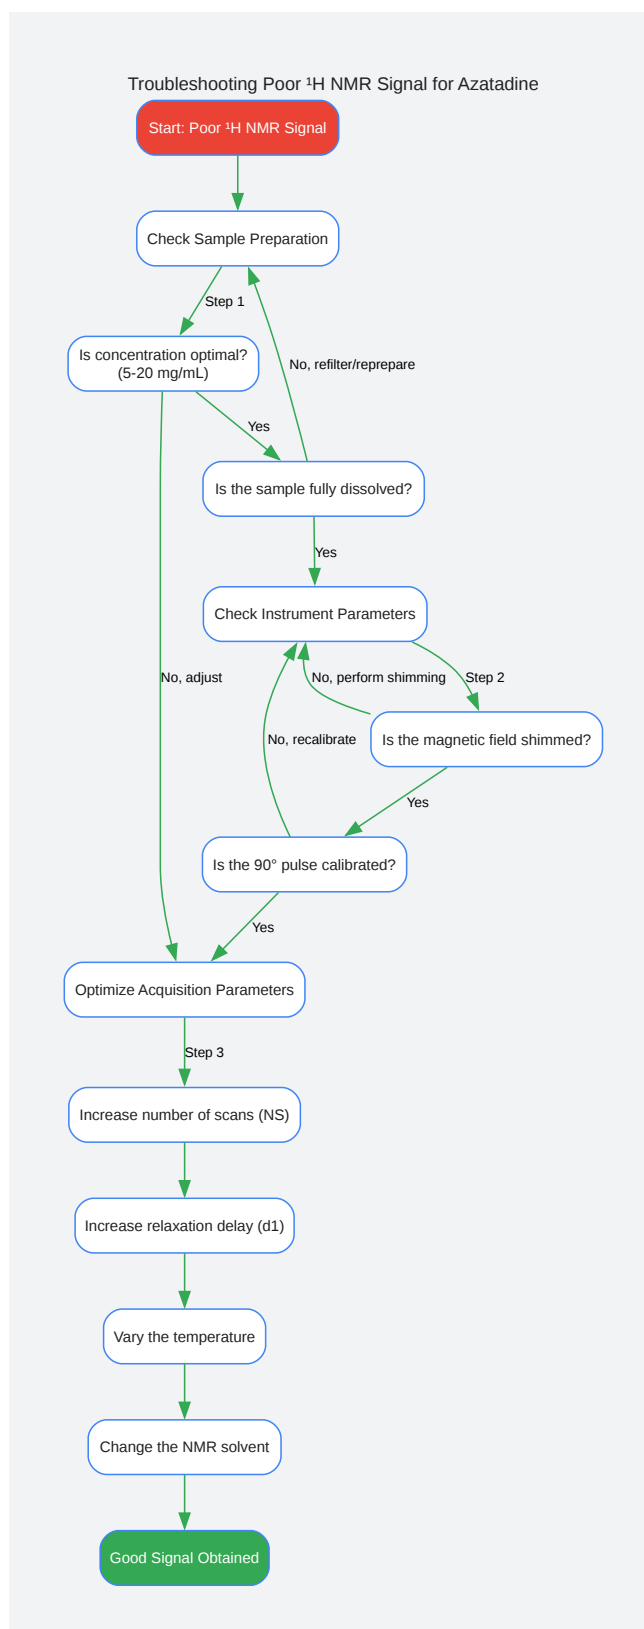 Troubleshooting Poor ¹H NMR Signal for Azatadine
Start: Poor ¹H NMR Signal
Check Sample Preparation
Step 1
Is concentration optimal?
(5-20 mg/mL)
No, refilter/reprepare
Yes
Is the sample fully dissolved?
Yes
Check Instrument Parameters
No, adjust
No, perform shimming
Step 2
No, recalibrate
Is the magnetic field shimmed?
Yes
Is the 90° pulse calibrated?
Yes
Optimize Acquisition Parameters
Step 3
Increase number of scans (NS)
Increase relaxation delay (d1)
Vary the temperature
Change the NMR solvent
Good Signal Obtained